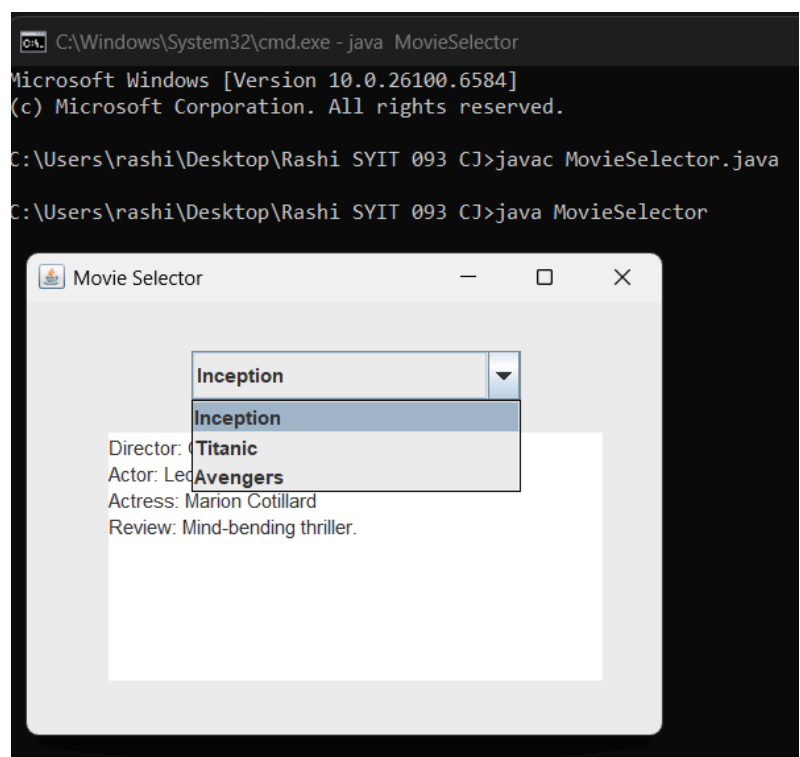 C:\Windows\System32\cmd.exe - java MovieSelector
Microsoft Windows [Version 10.0.26100.6584]
(c) Microsoft Corporation. All rights reserved.
C:\Users\rashi\Desktop\Rashi SYIT 093 CJ>javac MovieSelector.java
C:\Users\rashi\Desktop\Rashi SYIT 093 CJ>java MovieSelector
Movie Selector
Inception
Inception
Titanic
Avengers
Director:
Actor:
Actress: Marion Cotillard
Review: Mind-bending thriller.